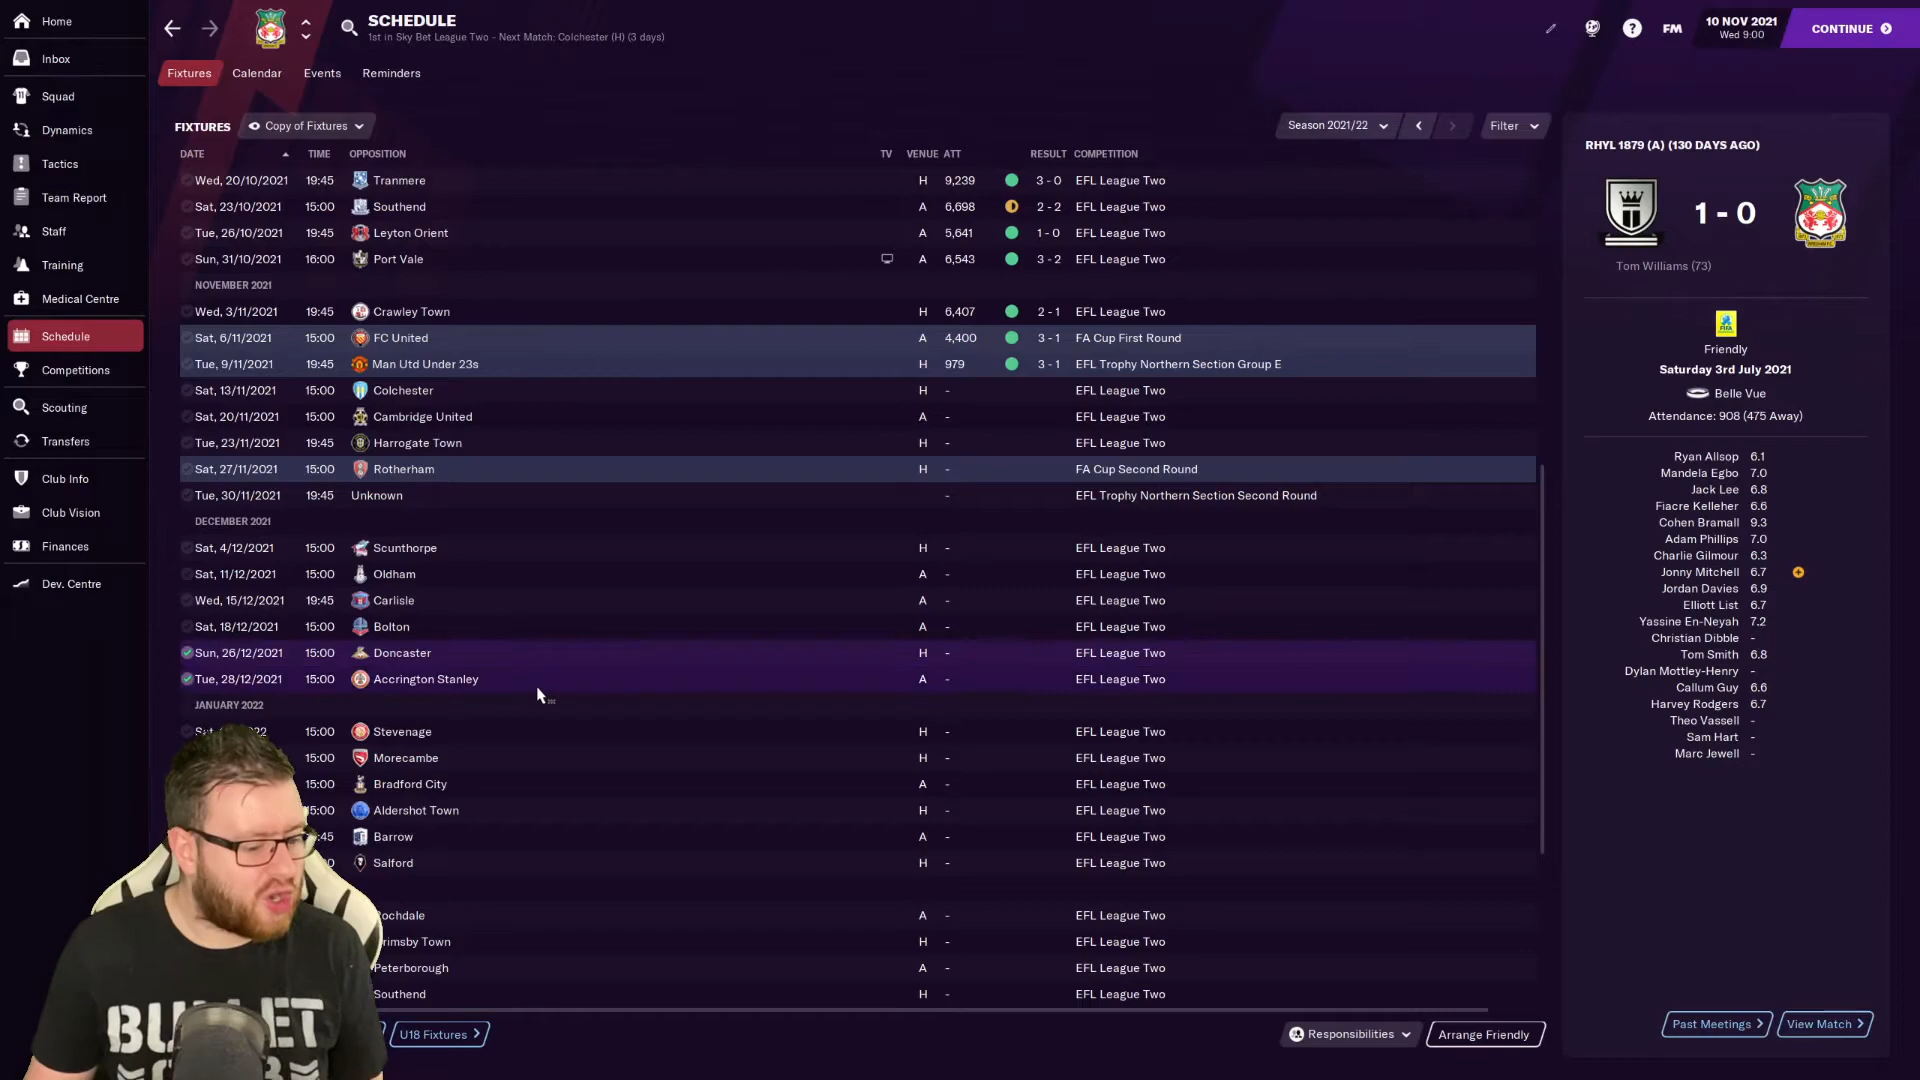 Home
Inbox
Squad
Dynamics
Tactics
Team Report
Staff
Training
Medical Centre
Schedule
Competitions
Scouting
Transfers
Club Info
Club Vision
Finances
Dev. Centre
SCHEDULE
1st in Sky Bet League Two - Next Match: Colchester (H) (3 days)
FM
10 NOV 2021
Wed 9:00
CONTINUE
Fixtures Calendar Events Reminders
FIXTURES Copy of Fixtures
Season 2021/22 Filter
DATE TIME OPPOSITION TV VENUE ATT RESULT COMPETITION
Wed, 20/10/2021 19:45 Tranmere H 9,239 3 - 0 EFL League Two
Sat, 23/10/2021 15:00 Southend A 6,698 2 - 2 EFL League Two
Tue, 26/10/2021 19:45 Leyton Orient A 5,641 1 - 0 EFL League Two
Sun, 31/10/2021 16:00 Port Vale A 6,543 3 - 2 EFL League Two
NOVEMBER 2021
Wed, 3/11/2021 19:45 Crawley Town H 6,407 2 - 1 EFL League Two
Sat, 6/11/2021 15:00 FC United A 4,400 3 - 1 FA Cup First Round
Tue, 9/11/2021 19:45 Man Utd Under 23s H 979 3 - 1 EFL Trophy Northern Section Group E
Sat, 13/11/2021 15:00 Colchester H - EFL League Two
Sat, 20/11/2021 15:00 Cambridge United A - EFL League Two
Tue, 23/11/2021 19:45 Harrogate Town H - EFL League Two
Sat, 27/11/2021 15:00 Rotherham H - FA Cup Second Round
Tue, 30/11/2021 19:45 Unknown - EFL Trophy Northern Section Second Round
DECEMBER 2021
Sat, 4/12/2021 15:00 Scunthorpe H - EFL League Two
Sat, 11/12/2021 15:00 Oldham A - EFL League Two
Wed, 15/12/2021 19:45 Carlisle A - EFL League Two
Sat, 18/12/2021 15:00 Bolton A - EFL League Two
Sun, 26/12/2021 15:00 Doncaster H - EFL League Two
Tue, 28/12/2021 15:00 Accrington Stanley A - EFL League Two
JANUARY 2022
15:00 Stevenage H - EFL League Two
15:00 Morecambe H - EFL League Two
15:00 Bradford City A - EFL League Two
15:00 Aldershot Town H - EFL League Two
:45 Barrow A - EFL League Two
0 Salford H - EFL League Two
ochdale A - EFL League Two
rimsby Town H - EFL League Two
Peterborough A - EFL League Two
Southend H - EFL League Two
U18 Fixtures
Responsibilities
Arrange Friendly
RHYL 1879 (A) (130 DAYS AGO)
1 - 0
Tom Williams (73)
FIFA
Friendly
Saturday 3rd July 2021
Belle Vue
Attendance: 908 (475 Away)
Ryan Allsop 6.1
Mandela Egbo 7.0
Jack Lee 6.8
Fiacre Kelleher 6.6
Cohen Bramall 9.3
Adam Phillips 7.0
Charlie Gilmour 6.3
Jonny Mitchell 6.7
Jordan Davies 6.9
Elliott List 6.7
Yassine En-Neyah 7.2
Christian Dibble -
Tom Smith 6.8
Dylan Mottley-Henry -
Callum Guy 6.6
Harvey Rodgers 6.7
Theo Vassell -
Sam Hart -
Marc Jewell -
Past Meetings
View Match
BULLET